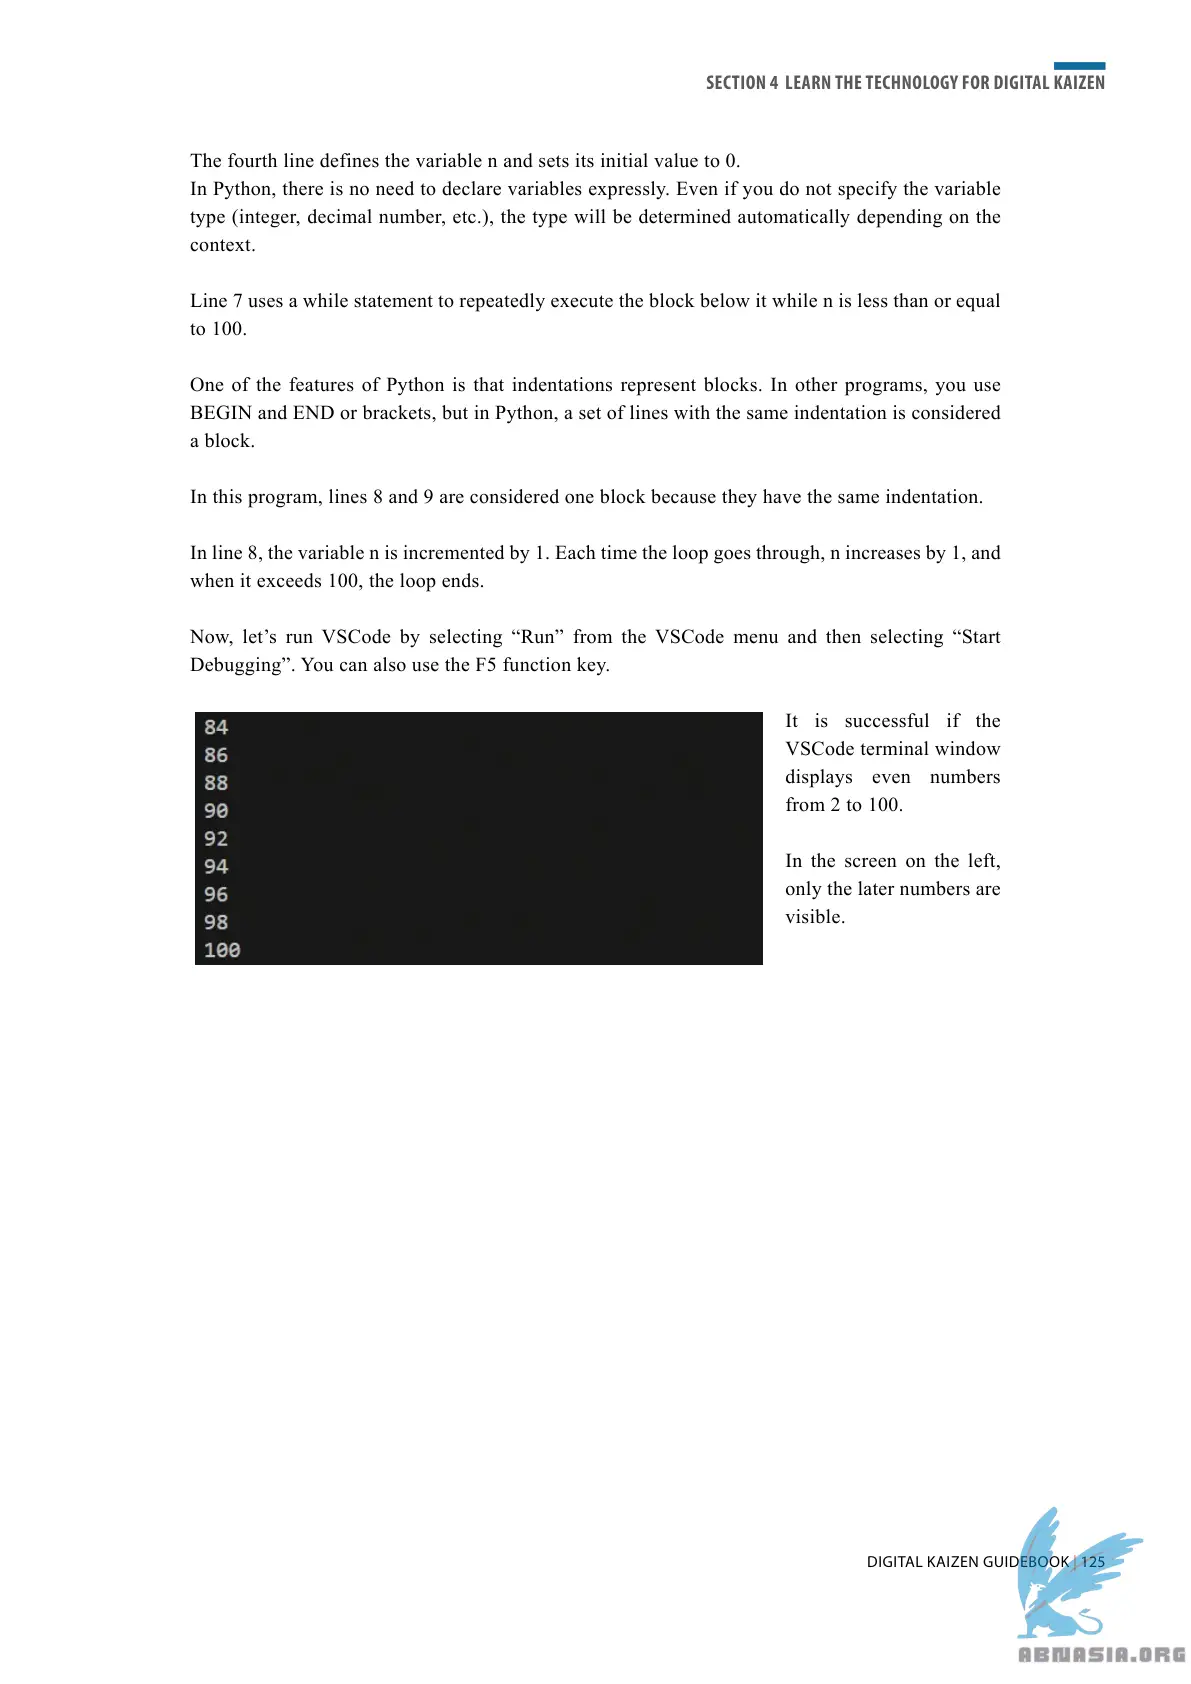 SECTION 4 LEARN THE TECHNOLOGY FOR DIGITAL KAIZEN
The fourth line defines the variable n and sets its initial value to 0.
In Python, there is no need to declare variables expressly. Even if you do not specify the variable
type (integer, decimal number, etc.), the type will be determined automatically depending on the
context.
Line 7 uses a while statement to repeatedly execute the block below it while n is less than or equal
to 100.
One of the features of Python is that indentations represent blocks. In other programs, you use
BEGIN and END or brackets, but in Python, a set of lines with the same indentation is considered
a block.
In this program, lines 8 and 9 are considered one block because they have the same indentation.
In line 8, the variable n is incremented by 1. Each time the loop goes through, n increases by 1, and
when it exceeds 100, the loop ends.
Now, let’s run VSCode by selecting “Run” from the VSCode menu and then selecting “Start
Debugging”. You can also use the F5 function key.
84
86
88
90
92
94
96
98
100
It is successful if the
VSCode terminal window
displays even numbers
from 2 to 100.
In the screen on the left,
only the later numbers are
visible.
DIGITAL KAIZEN GUIDEBOOK | 125
ABNASIA.ORG